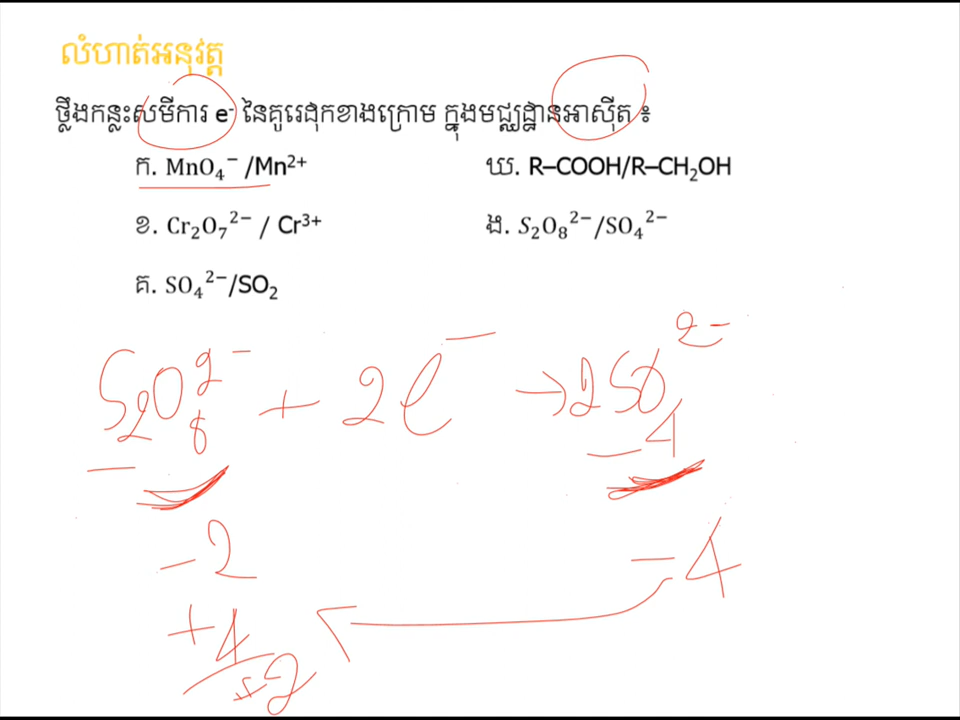 លំហាត់អនុវត្ត
ថ្លឹងកន្លះសមីការ e⁻ នៃគូរេដុកខាងក្រោម ក្នុងមជ្ឈដ្ឋានអាស៊ីត ៖
ក. MnO₄⁻ /Mn²⁺
ឃ. R–COOH/R–CH₂OH
ខ. Cr₂O₇²⁻ / Cr³⁺
ង. S₂O₈²⁻/SO₄²⁻
គ. SO₄²⁻/SO₂
S₂O₈²⁻ + 2e⁻ → 2SO₄²⁻
-2 -4
+4
+2